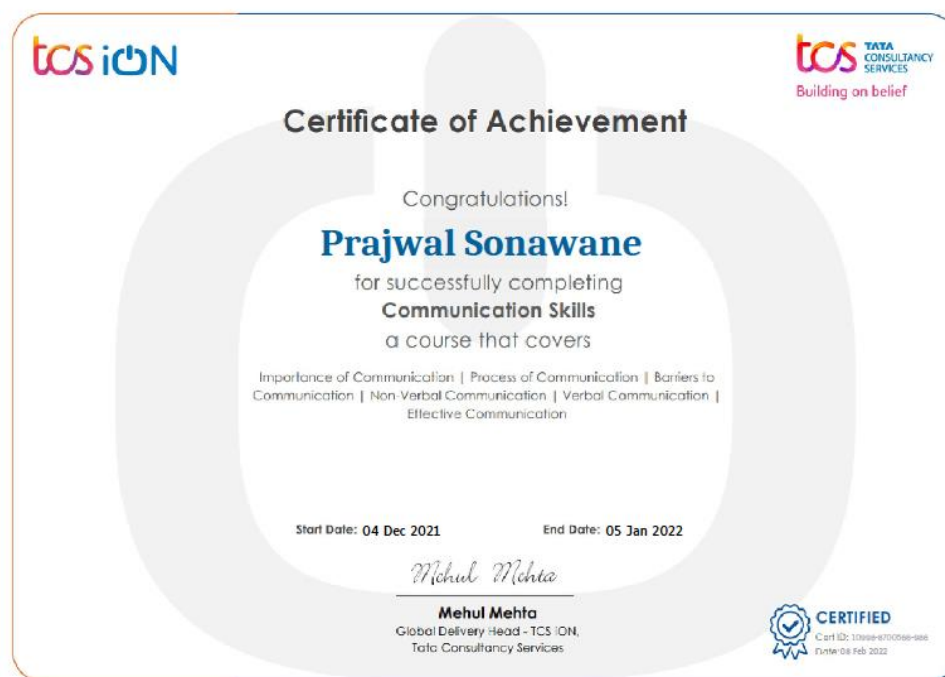 tcs iON
tcs TATA
CONSULTANCY
SERVICES
Building on belief
Certificate of Achievement
Congratulations!
Prajwal Sonawane
for successfully completing
Communication Skills
a course that covers
Importance of Communication | Process of Communication | Barriers to
Communication | Non-Verbal Communication | Verbal Communication |
Effective Communication
Start Date: 04 Dec 2021 End Date: 05 Jan 2022
Mehul Mehta
Mehul Mehta
Global Delivery Head - TCS iON,
Tata Consultancy Services
CERTIFIED
Cert ID:
Date: 08 Feb 2022